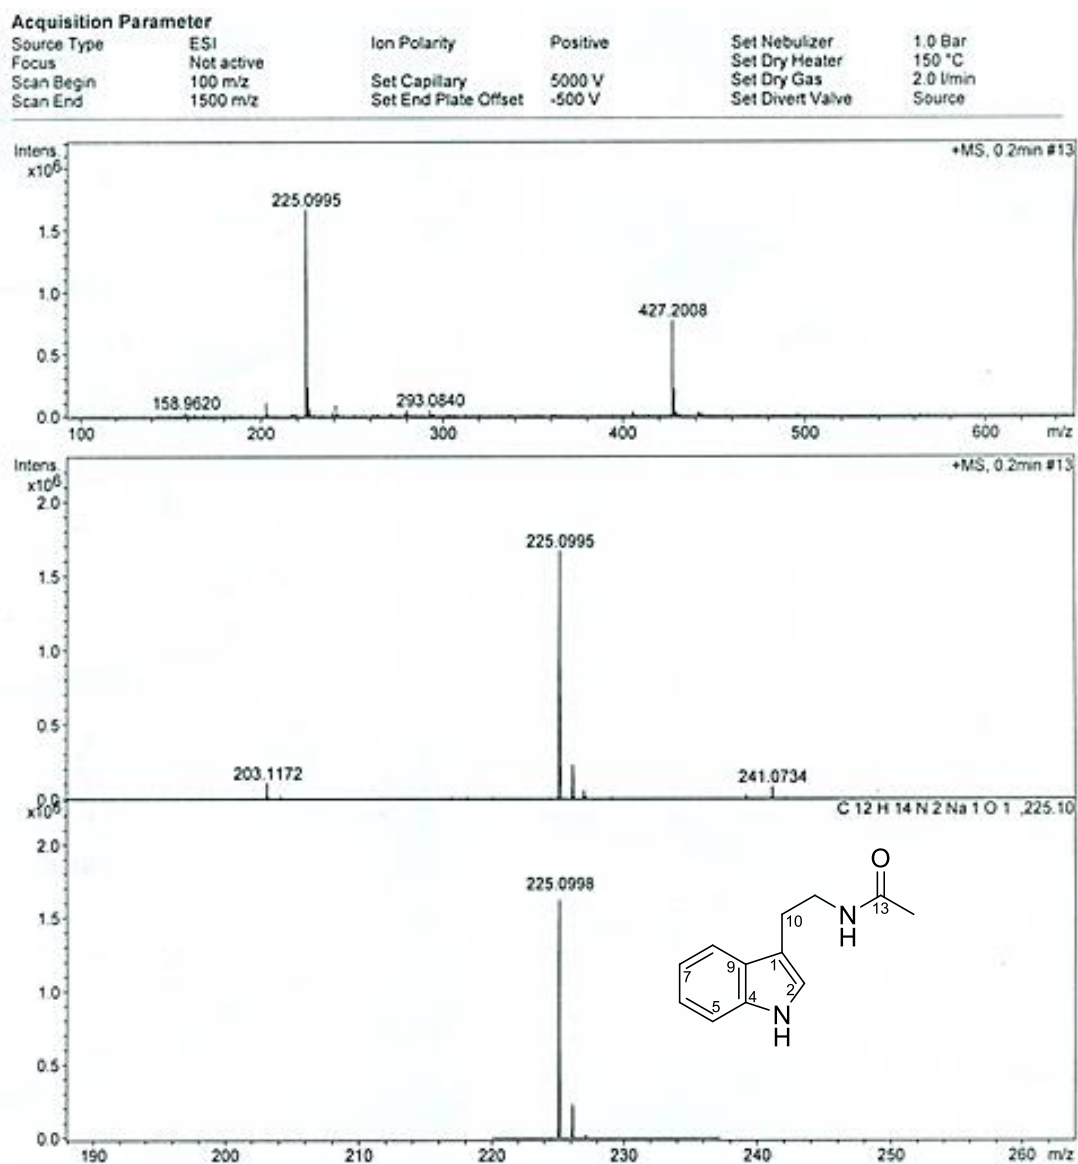 Acquisition Parameter
Source Type ESI Ion Polarity Positive Set Nebulizer 1.0 Bar
Focus Not active Set Dry Heater 150 °C
Scan Begin 100 m/z Set Capillary 5000 V Set Dry Gas 2.0 l/min
Scan End 1500 m/z Set End Plate Offset -500 V Set Divert Valve Source
Intens. +MS, 0.2min #13
x10⁶
225.0995
1.5
1.0
427.2008
0.5
158.9620 293.0840
0.0
100 200 300 400 500 600 m/z
Intens. +MS, 0.2min #13
x10⁶
2.0
225.0995
1.5
1.0
0.5
203.1172 241.0734
0.0
x10⁶ C 12 H 14 N 2 Na 1 O 1 ,225.10
2.0
225.0998
O
13
1.5
10 N
H
9 1
7 2
1.0
5 4 N
H
0.5
0.0
190 200 210 220 230 240 250 260 m/z